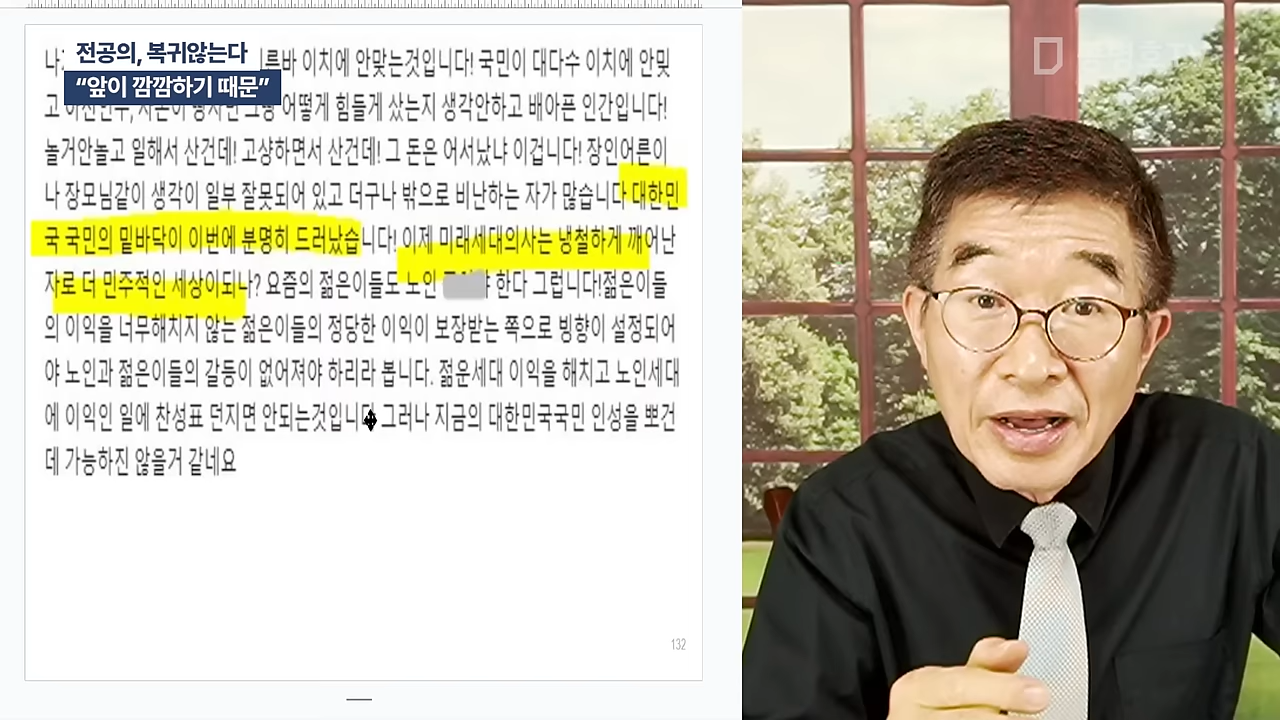 전공의, 복귀않는다
“앞이 깜깜하기 때문”
이치에 안맞는것입니다! 국민이 대다수 이치에 안맞
고 어떻게 힘들게 샀는지 생각안하고 배아픈 인간입니다!
놀거안놀고 일해서 산건데! 고생하면서 산건데! 그 돈은 어서났냐 이겁니다! 장인어른이
나 장모님같이 생각이 일부 잘못되어 있고 더구나 밖으로 비난하는 자가 많습니다 대한민
국 국민의 밑바닥이 이번에 분명히 드러났습니다! 이제 미래세대의사는 냉철하게 깨어난
자로 더 민주적인 세상이되나? 요즘의 젊은이들도 노인 한다 그럽니다!젊은이들
의 이익을 너무해치지 않는 젊은이들의 정당한 이익이 보장받는 쪽으로 방향이 설정되어
야 노인과 젊은이들의 갈등이 없어져야 하리라 봅니다. 젊운세대 이익을 해치고 노인세대
에 이익인 일에 찬성표 던지면 안되는것입니다 그러나 지금의 대한민국국민 인성을 뽀건
데 가능하진 않을거 같네요
132